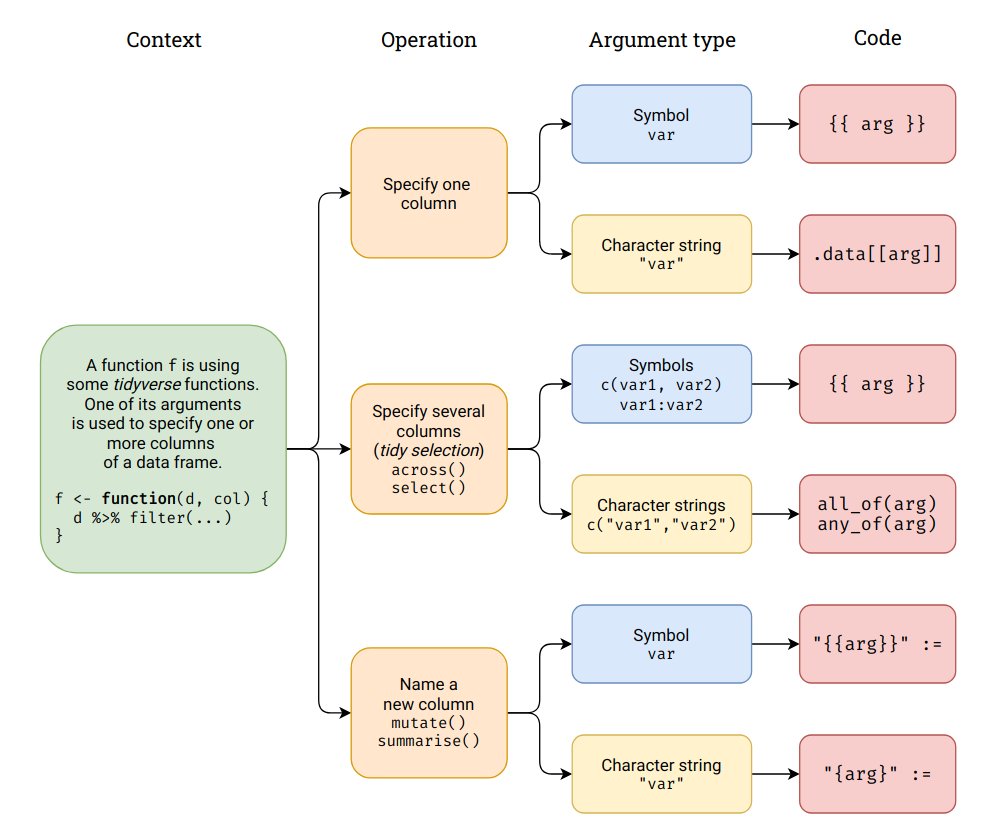 Context
Operation
Argument type
Code
A function f is using
some tidyverse functions.
One of its arguments
is used to specify one or
more columns
of a data frame.
f <- function(d, col) {
  d %>% filter(...)
}
Specify one
column
Symbol
var
{{ arg }}
Character string
"var"
.data[[arg]]
Specify several
columns
(tidy selection)
across()
select()
Symbols
c(var1, var2)
var1:var2
{{ arg }}
Character strings
c("var1","var2")
all_of(arg)
any_of(arg)
Name a
new column
mutate()
summarise()
Symbol
var
"{{arg}}" :=
Character string
"var"
"{arg}" :=